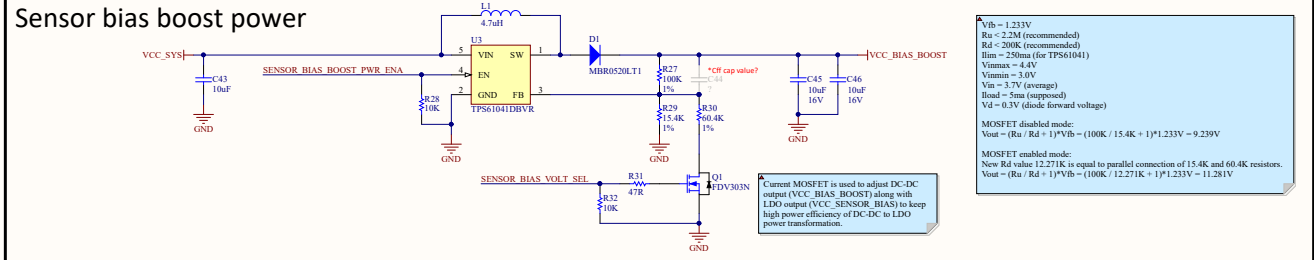 Sensor bias boost power
L1
4.7uH
U3
D1
VCC_SYS
5
VIN
SW
1
VCC_BIAS_BOOST
MBR0520LT1
C43
10uF
SENSOR_BIAS_BOOST_PWR_ENA
4
EN
R27
100K
1%
*Cff cap value?
C44
?
C45
10uF
16V
C46
10uF
16V
2
GND
FB
3
TPS61041DBVR
R28
10K
R29
15.4K
1%
R30
60.4K
1%
GND
GND
GND
GND
SENSOR_BIAS_VOLT_SEL
R31
47R
Q1
FDV303N
R32
10K
GND
Current MOSFET is used to adjust DC-DC
output (VCC_BIAS_BOOST) along with
LDO output (VCC_SENSOR_BIAS) to keep
high power efficiency of DC-DC to LDO
power transformation.
Vfb = 1.233V
Ru < 2.2M (recommended)
Rd < 200K (recommended)
Ilim = 250ma (for TPS61041)
Vinmax = 4.4V
Vinmin = 3.0V
Vin = 3.7V (average)
Iload = 5ma (supposed)
Vd = 0.3V (diode forward voltage)
MOSFET disabled mode:
Vout = (Ru / Rd + 1)*Vfb = (100K / 15.4K + 1)*1.233V = 9.239V
MOSFET enabled mode:
New Rd value 12.271K is equal to parallel connection of 15.4K and 60.4K resistors.
Vout = (Ru / Rd + 1)*Vfb = (100K / 12.271K + 1)*1.233V = 11.281V